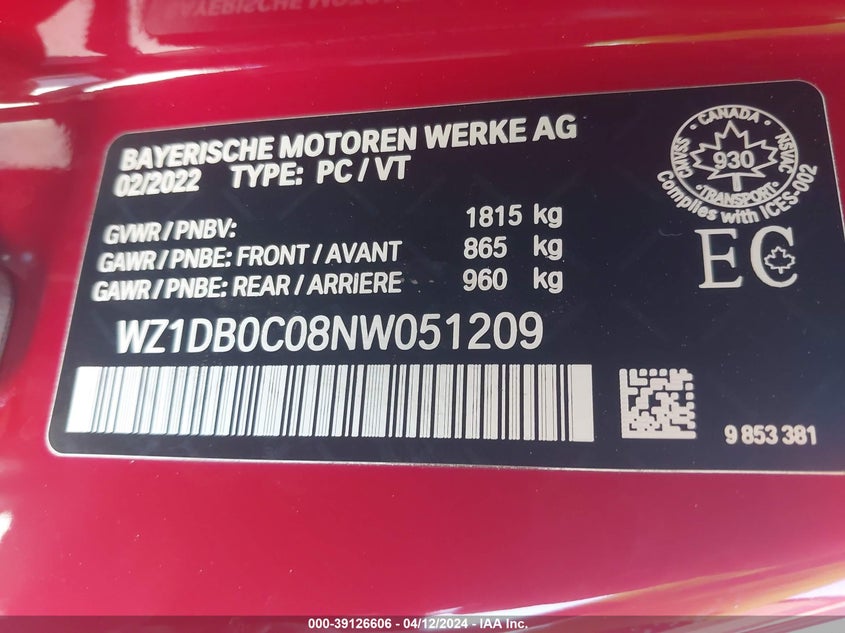 BAYERISCHE MOTOREN WERKE AG
02/2022 TYPE: PC / VT
GVWR / PNBV: 1815 kg
GAWR / PNBE: FRONT / AVANT 865 kg
GAWR / PNBE: REAR / ARRIERE 960 kg
WZ1DB0C08NW051209
CANADA
CMVSS
930
NSVAC
TRANSPORT
Complies with ICES-002
EC
9 853 381
000-39126606 - 04/12/2024 - IAA Inc.